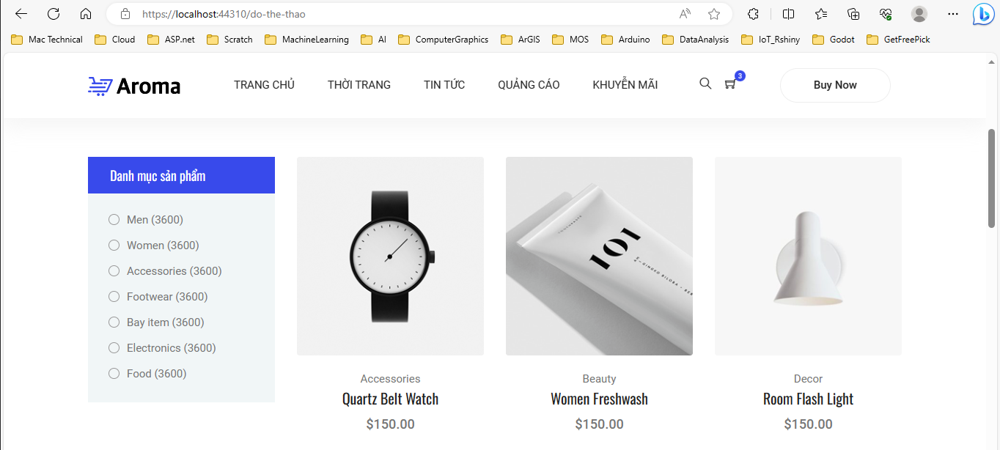 https://localhost:44310/do-the-thao
Mac Technical Cloud ASP.net Scratch MachineLearning AI ComputerGraphics ArGIS MOS Arduino DataAnalysis IoT_Rshiny Godot GetFreePick
Aroma TRANG CHỦ THỜI TRANG TIN TỨC QUẢNG CÁO KHUYẾN MÃI 3 Buy Now
Danh mục sản phẩm
Men (3600)
Women (3600)
Accessories (3600)
Footwear (3600)
Bay item (3600)
Electronics (3600)
Food (3600)
101
Accessories
Quartz Belt Watch
$150.00
Beauty
Women Freshwash
$150.00
Decor
Room Flash Light
$150.00